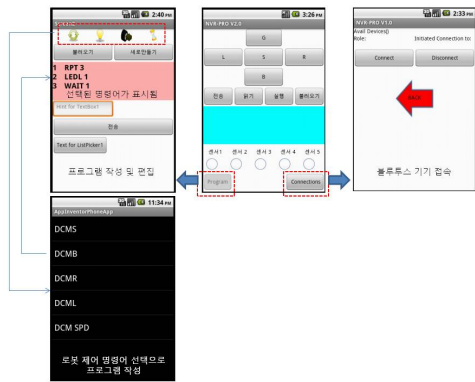 2:40 PM
불러오기
새로만들기
1 RPT 3
2 LEDL 1
3 WAIT 1
선택된 명령어가 표시됨
Hint for TextBox1
전송
Text for ListPicker1
프로그램 작성 및 편집
3:26 PM
NVR-PRO V2.0
G
L
S
R
B
전송
읽기
실행
불러오기
센서1
센서 2
센서 3
센서 4
센서 5
Program
Connections
2:33 PM
NVR-PRO V1.0
Avail Devices()
Role:
Initiated Connection to:
Connect
Disconnect
블루투스 기기 접속
11:34 PM
AppInventorPhoneApp
DCMS
DCMB
DCMR
DCML
DCM SPD
로봇 제어 명령어 선택으로
프로그램 작성